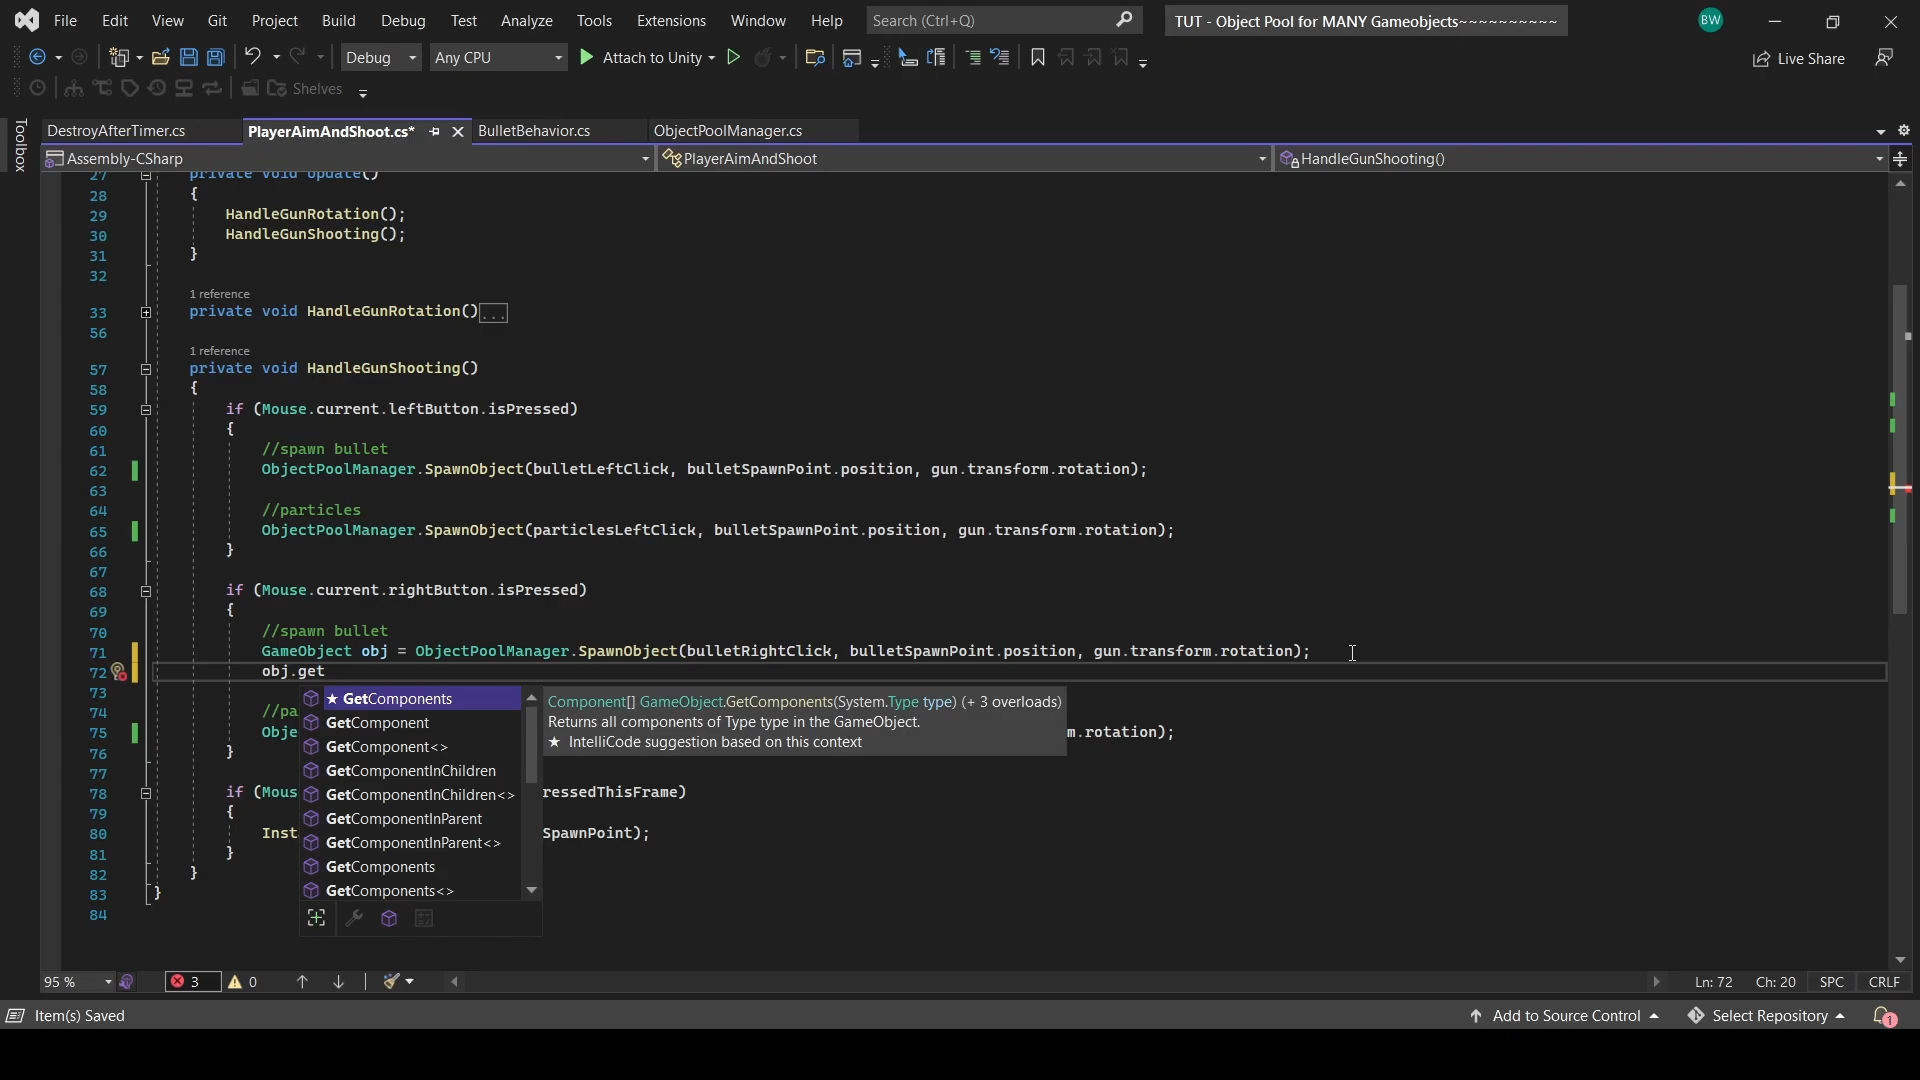 File Edit View Git Project Build Debug Test Analyze Tools Extensions Window Help Search (Ctrl+Q) TUT - Object Pool for MANY Gameobjects~~~~~~~~~~ BW
Debug Any CPU Attach to Unity Live Share
Shelves
Toolbox
DestroyAfterTimer.cs PlayerAimAndShoot.cs* BulletBehavior.cs ObjectPoolManager.cs
Assembly-CSharp PlayerAimAndShoot HandleGunShooting()
27 private void Update()
28 {
29 HandleGunRotation();
30 HandleGunShooting();
31 }
32
1 reference
33 private void HandleGunRotation()...
56
1 reference
57 private void HandleGunShooting()
58 {
59 if (Mouse.current.leftButton.isPressed)
60 {
61 //spawn bullet
62 ObjectPoolManager.SpawnObject(bulletLeftClick, bulletSpawnPoint.position, gun.transform.rotation);
63
64 //particles
65 ObjectPoolManager.SpawnObject(particlesLeftClick, bulletSpawnPoint.position, gun.transform.rotation);
66 }
67
68 if (Mouse.current.rightButton.isPressed)
69 {
70 //spawn bullet
71 GameObject obj = ObjectPoolManager.SpawnObject(bulletRightClick, bulletSpawnPoint.position, gun.transform.rotation);
72 obj.get
73
74 //pa
75 Obje m.rotation);
76 }
77
78 if (Mous ressedThisFrame)
79 {
80 Inst SpawnPoint);
81 }
82 }
83 }
84
★ GetComponents
GetComponent
GetComponent<>
GetComponentInChildren
GetComponentInChildren<>
GetComponentInParent
GetComponentInParent<>
GetComponents
GetComponents<>
Component[] GameObject.GetComponents(System.Type type) (+ 3 overloads)
Returns all components of Type type in the GameObject.
★ IntelliCode suggestion based on this context
95 % 3 0 Ln: 72 Ch: 20 SPC CRLF
Item(s) Saved Add to Source Control Select Repository 1